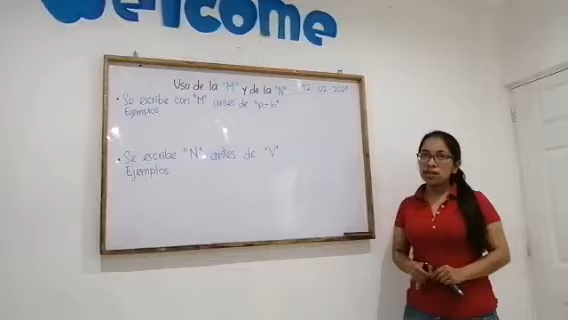 Welcome
Uso de la "M" y de la "N" 12-02-2021
• Se escribe con "M" antes de "p-b"
Ejemplos
• Se escribe "N" antes de "V"
Ejemplos